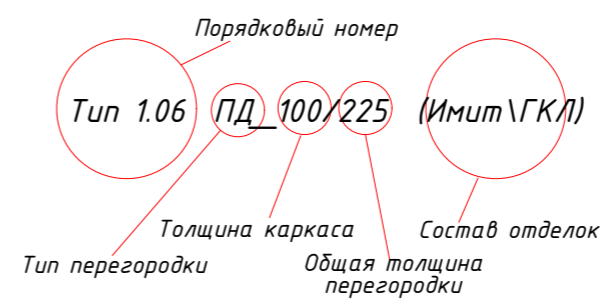 Порядковый номер
Тип 1.06 ПД_100/225 (Имит\ГКЛ)
Толщина каркаса
Состав отделок
Тип перегородки
Общая толщина
перегородки